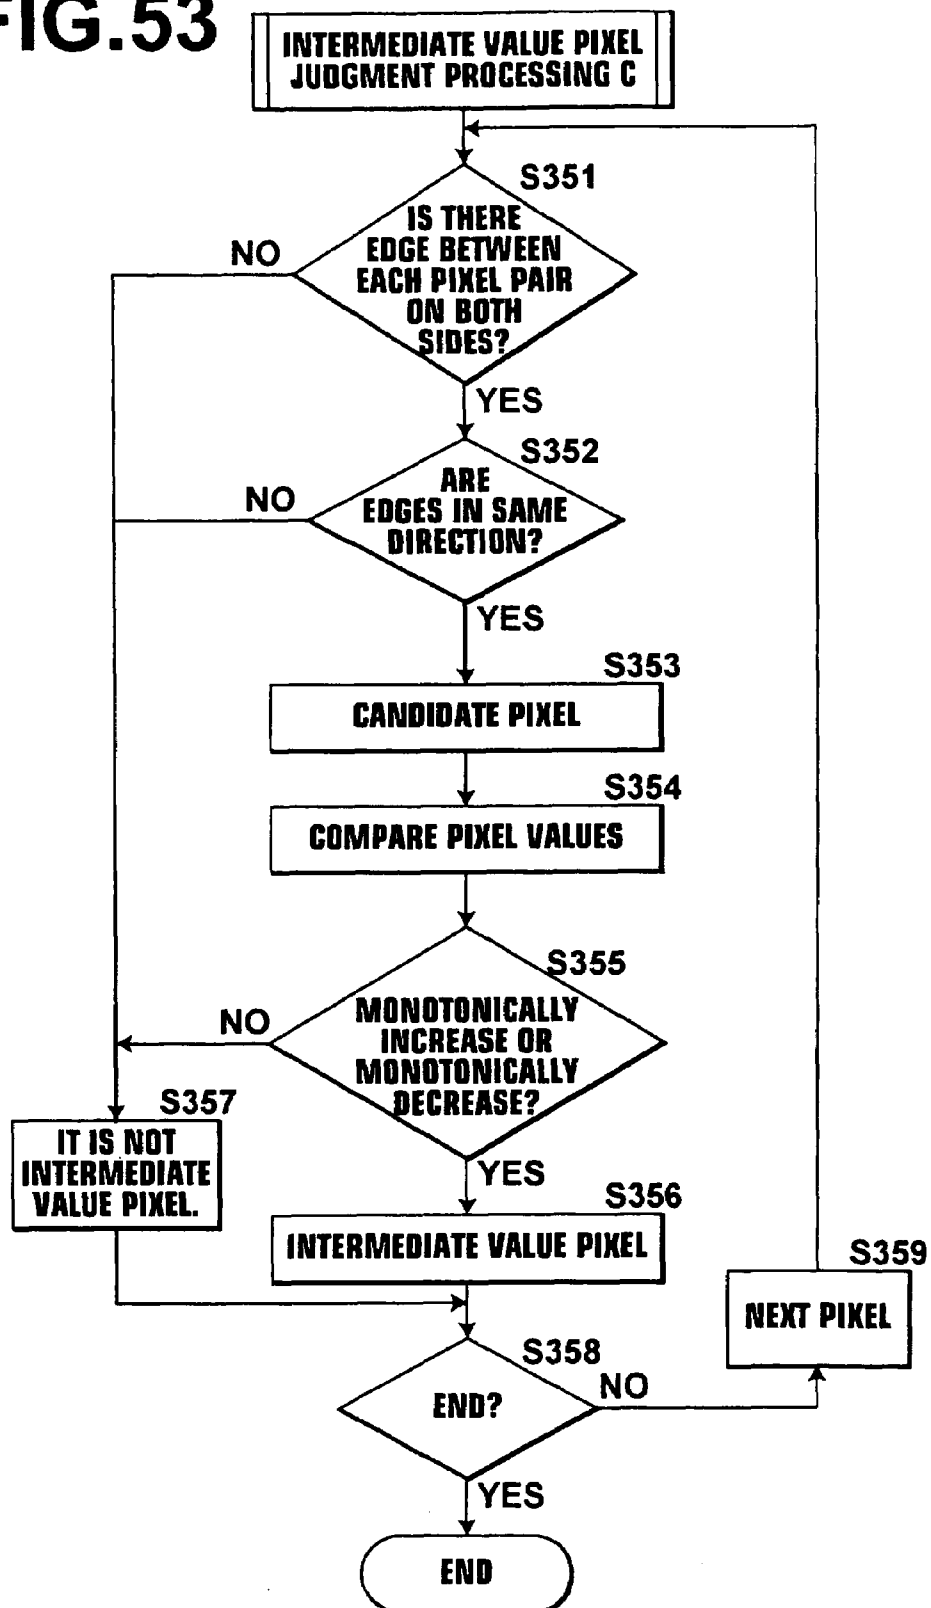 FIG.53
INTERMEDIATE VALUE PIXEL
JUDGMENT PROCESSING C
S351
IS THERE
EDGE BETWEEN
EACH PIXEL PAIR
ON BOTH
SIDES?
NO
YES
S352
ARE
EDGES IN SAME
DIRECTION?
NO
YES
S353
CANDIDATE PIXEL
S354
COMPARE PIXEL VALUES
S355
MONOTONICALLY
INCREASE OR
MONOTONICALLY
DECREASE?
NO
YES
S357
IT IS NOT
INTERMEDIATE
VALUE PIXEL.
S356
INTERMEDIATE VALUE PIXEL
S359
NEXT PIXEL
S358
END?
NO
YES
END